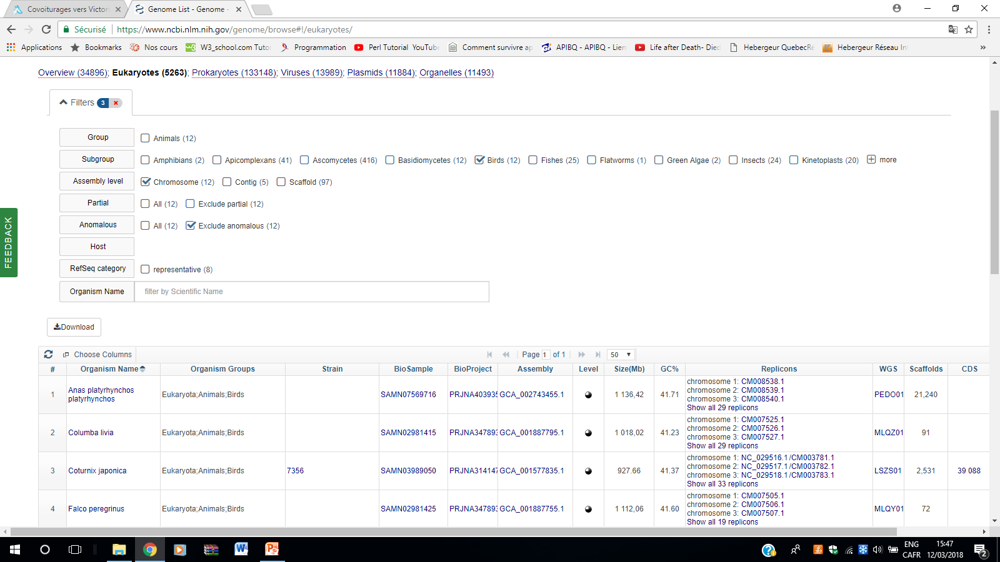 Covoiturages vers Victor
Genome List - Genome -
Sécurisé https://www.ncbi.nlm.nih.gov/genome/browse#!/eukaryotes/
Applications Bookmarks Nos cours W3_school.com Tutor Programmation Perl Tutorial YouTube Comment survivre ap APIBQ - APIBQ - Lien Life after Death- Died Hebergeur QuebecRe Hebergeur Réseau In »
Overview (34896); Eukaryotes (5263); Prokaryotes (133148); Viruses (13989); Plasmids (11884); Organelles (11493)
Filters 3
Group Animals (12)
Subgroup Amphibians (2) Apicomplexans (41) Ascomycetes (416) Basidiomycetes (12) Birds (12) Fishes (25) Flatworms (1) Green Algae (2) Insects (24) Kinetoplasts (20) more
Assembly level Chromosome (12) Contig (5) Scaffold (97)
Partial All (12) Exclude partial (12)
Anomalous All (12) Exclude anomalous (12)
Host
RefSeq category representative (8)
Organism Name filter by Scientific Name
FEEDBACK
Download
Choose Columns Page 1 of 1 50
# Organism Name Organism Groups Strain BioSample BioProject Assembly Level Size(Mb) GC% Replicons WGS Scaffolds CDS
1 Anas platyrhynchos platyrhynchos Eukaryota;Animals;Birds SAMN07569716 PRJNA403935 GCA_002743455.1 1 136,42 41.71 chromosome 1: CM008538.1 PEDO01 21,240
chromosome 2: CM008539.1
chromosome 3: CM008540.1
Show all 29 replicons
2 Columba livia Eukaryota;Animals;Birds SAMN02981415 PRJNA347893 GCA_001887795.1 1 018,02 41.23 chromosome 1: CM007525.1 MLQZ01 91
chromosome 2: CM007526.1
chromosome 3: CM007527.1
Show all 29 replicons
3 Coturnix japonica Eukaryota;Animals;Birds 7356 SAMN03989050 PRJNA314147 GCA_001577835.1 927.66 41.37 chromosome 1: NC_029516.1/CM003781.1 LSZS01 2,531 39 088
chromosome 2: NC_029517.1/CM003782.1
chromosome 3: NC_029518.1/CM003783.1
Show all 33 replicons
4 Falco peregrinus Eukaryota;Animals;Birds SAMN02981425 PRJNA347893 GCA_001887755.1 1 112,06 41.60 chromosome 1: CM007505.1 MLQY01 72
chromosome 2: CM007506.1
chromosome 3: CM007507.1
Show all 19 replicons
ENG 15:47
CAFR 12/03/2018 2